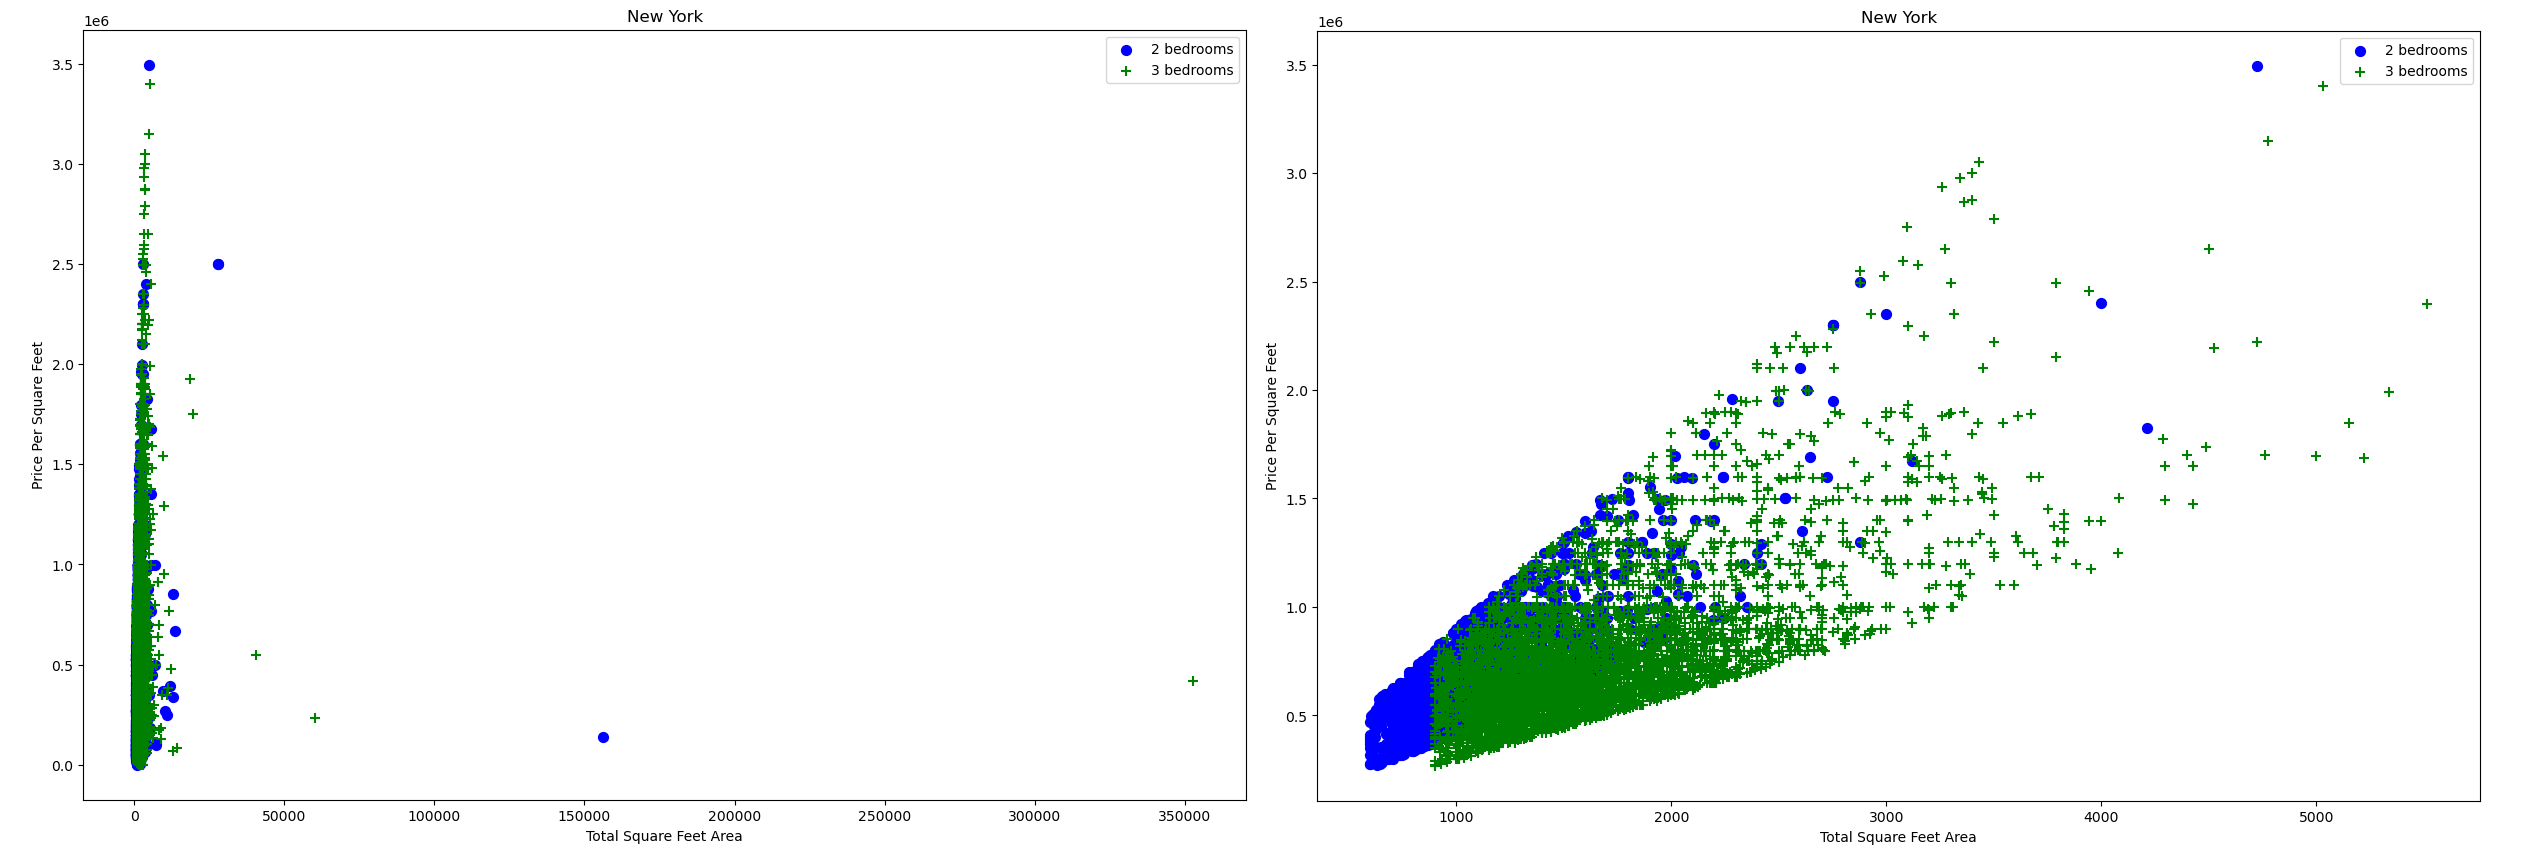 New York
1e6
2 bedrooms
3 bedrooms
3.5
3.0
2.5
2.0
1.5
1.0
0.5
0.0
Price Per Square Feet
0
50000
100000
150000
200000
250000
300000
350000
Total Square Feet Area
New York
1e6
2 bedrooms
3 bedrooms
3.5
3.0
2.5
2.0
1.5
1.0
0.5
Price Per Square Feet
1000
2000
3000
4000
5000
Total Square Feet Area